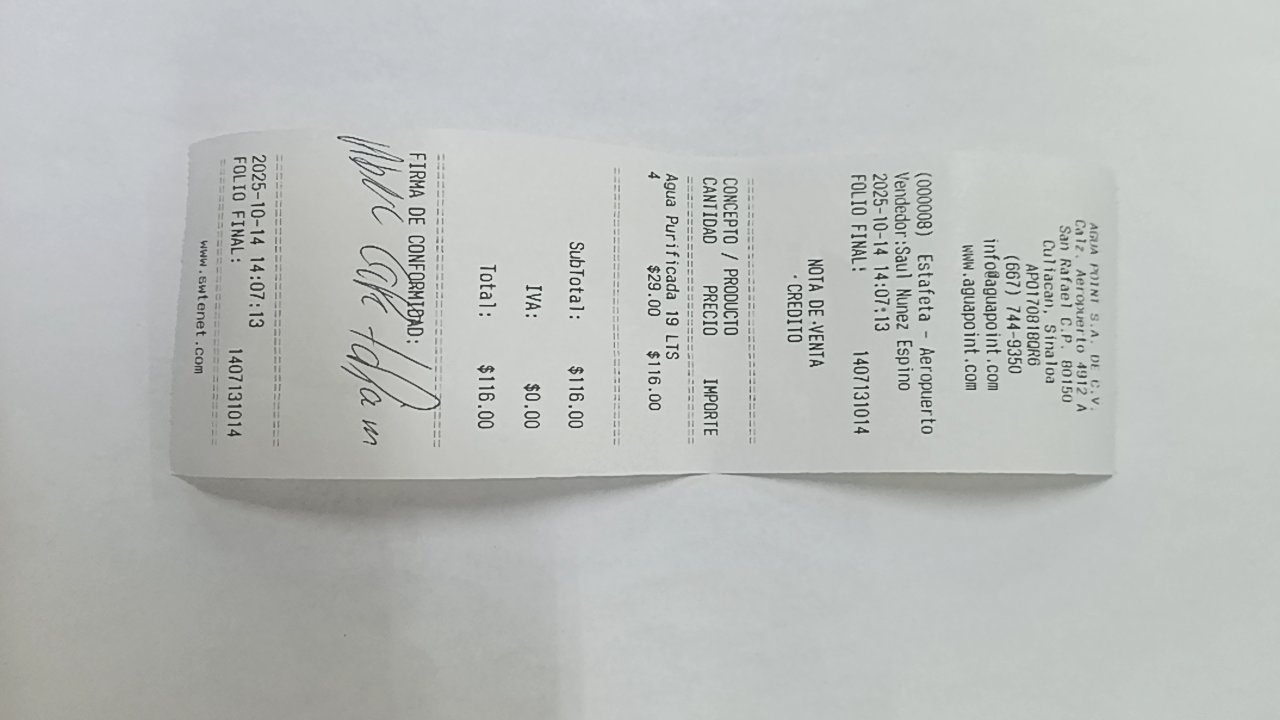 AGUA POINT S.A. DE C.V.
Calz. Aeropuerto 4912 A
San Rafael C.P. 80150
Culiacan, Sinaloa
APO170818QR6
(667) 744-9350
info@aguapoint.com
www.aguapoint.com
(000008) Estafeta - Aeropuerto
Vendedor:Saul Nunez Espino
2025-10-14 14:07:13
FOLIO FINAL: 1407131014
NOTA DE VENTA
CREDITO
CONCEPTO / PRODUCTO
CANTIDAD PRECIO IMPORTE
Agua Purificada 19 LTS
4 $29.00 $116.00
SubTotal: $116.00
IVA: $0.00
Total: $116.00
FIRMA DE CONFORMIDAD:
2025-10-14 14:07:13
FOLIO FINAL: 1407131014
www.swtenet.com